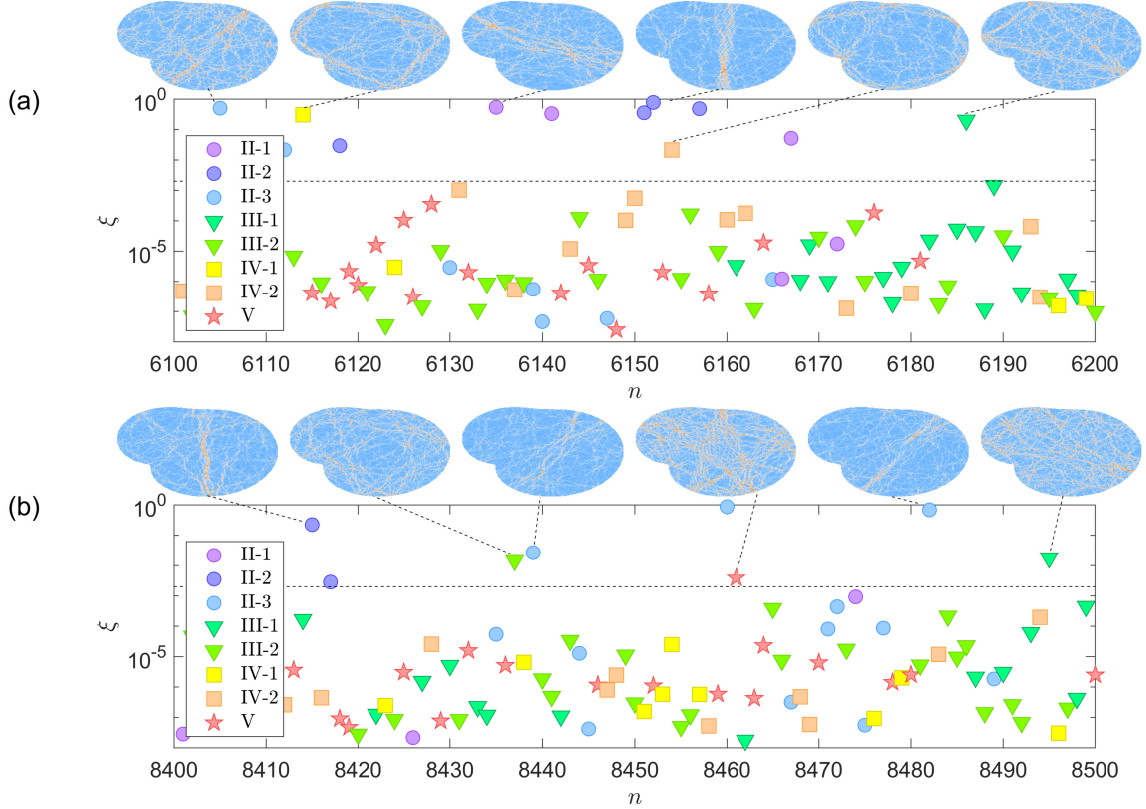 (a)
10^0
10^-5
ξ
II-1
II-2
II-3
III-1
III-2
IV-1
IV-2
V
6100 6110 6120 6130 6140 6150 6160 6170 6180 6190 6200
n
(b)
10^0
10^-5
ξ
II-1
II-2
II-3
III-1
III-2
IV-1
IV-2
V
8400 8410 8420 8430 8440 8450 8460 8470 8480 8490 8500
n